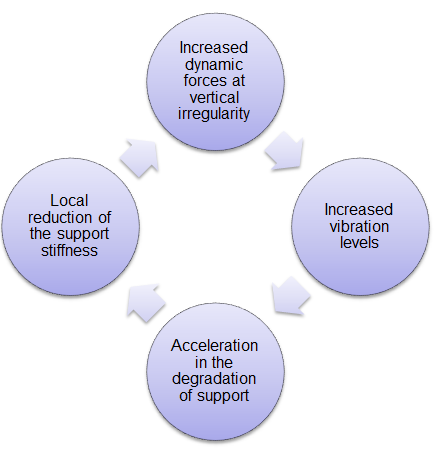 Increased
dynamic
forces at
vertical
irregularity
Increased
vibration
levels
Acceleration
in the
degradation
of support
Local
reduction of
the support
stiffness